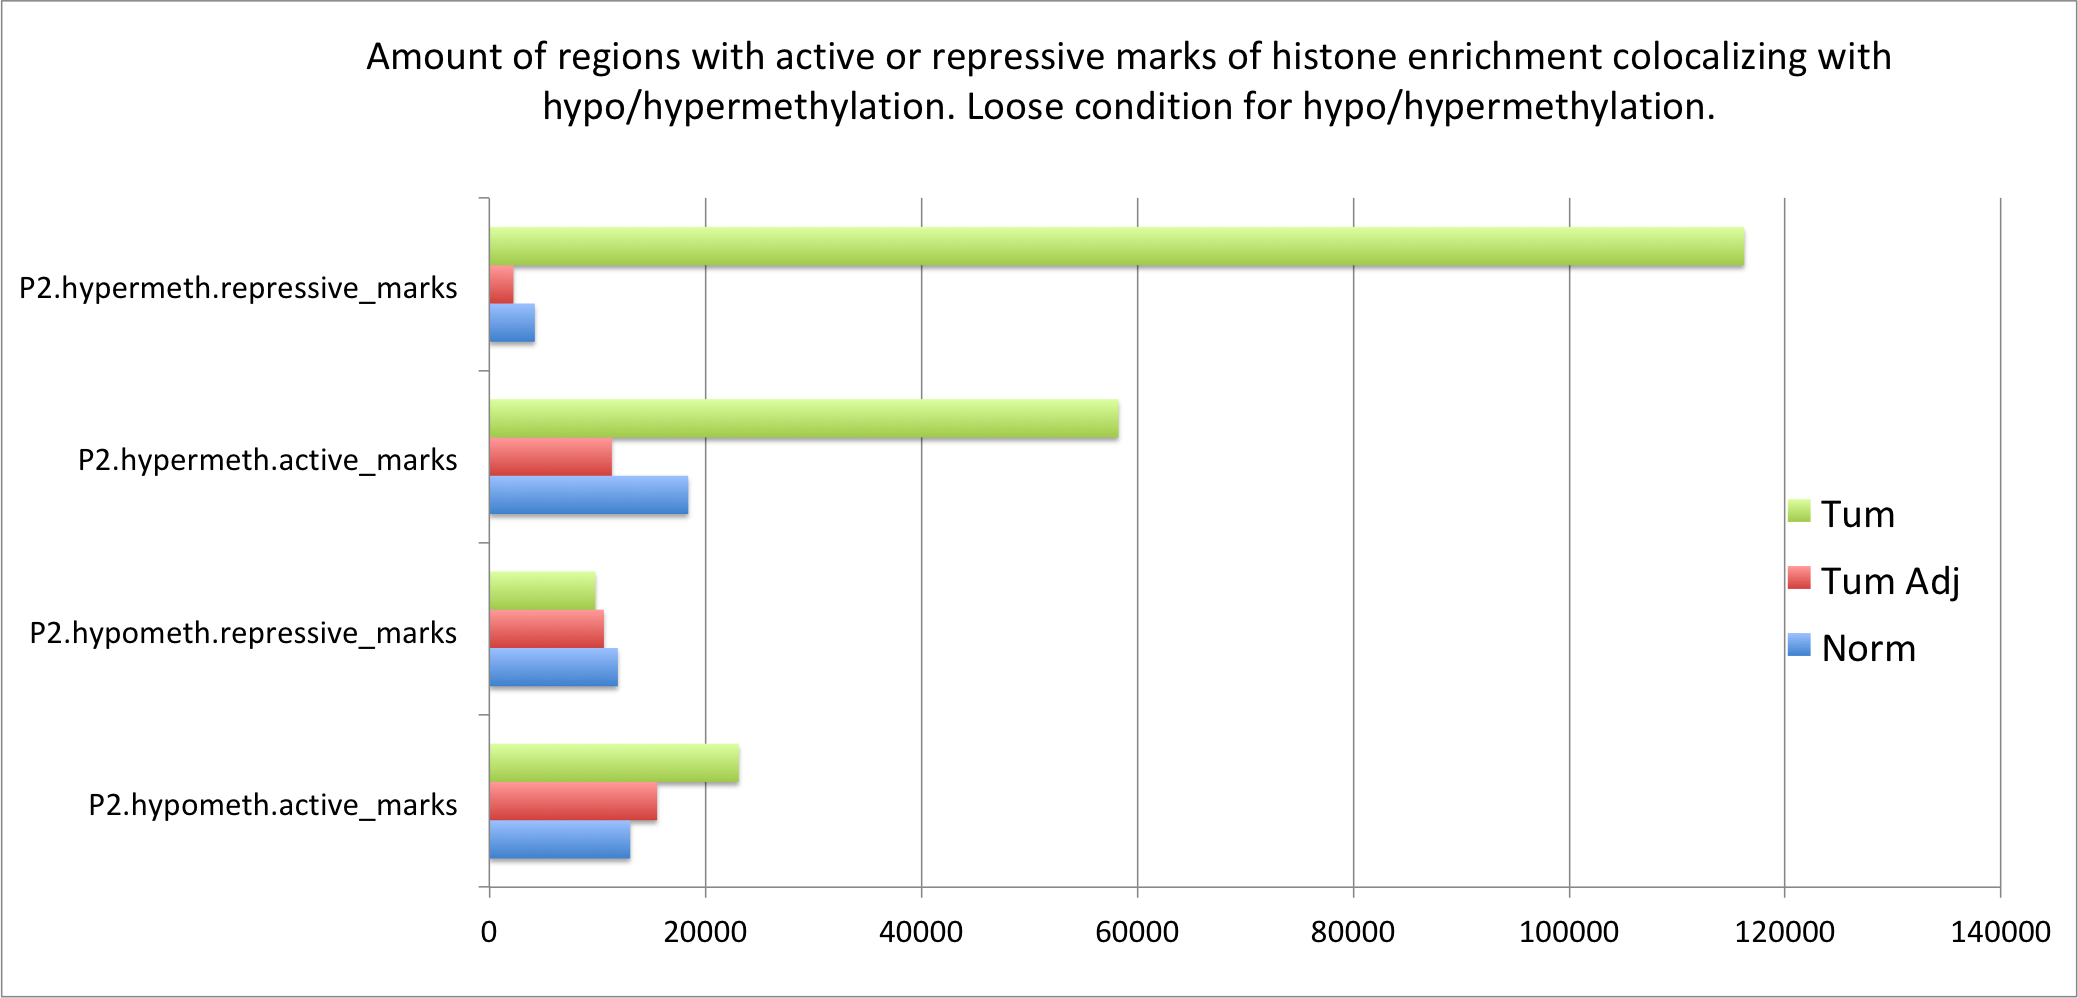 Amount of regions with active or repressive marks of histone enrichment colocalizing with
hypo/hypermethylation. Loose condition for hypo/hypermethylation.
P2.hypermeth.repressive_marks
P2.hypermeth.active_marks
P2.hypometh.repressive_marks
P2.hypometh.active_marks
Tum
Tum Adj
Norm
0 20000 40000 60000 80000 100000 120000 140000